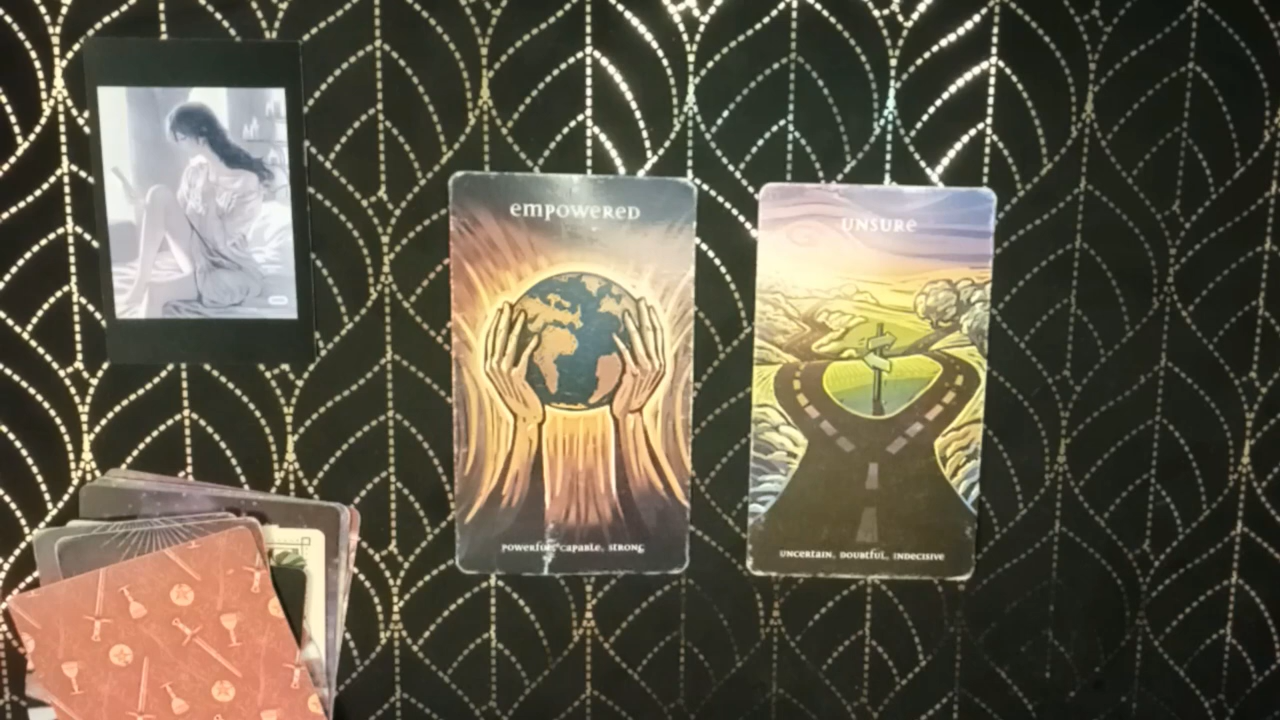 EMPOWERED
POWERFUL, CAPABLE, STRONG
UNSURE
UNCERTAIN, DOUBTFUL, INDECISIVE